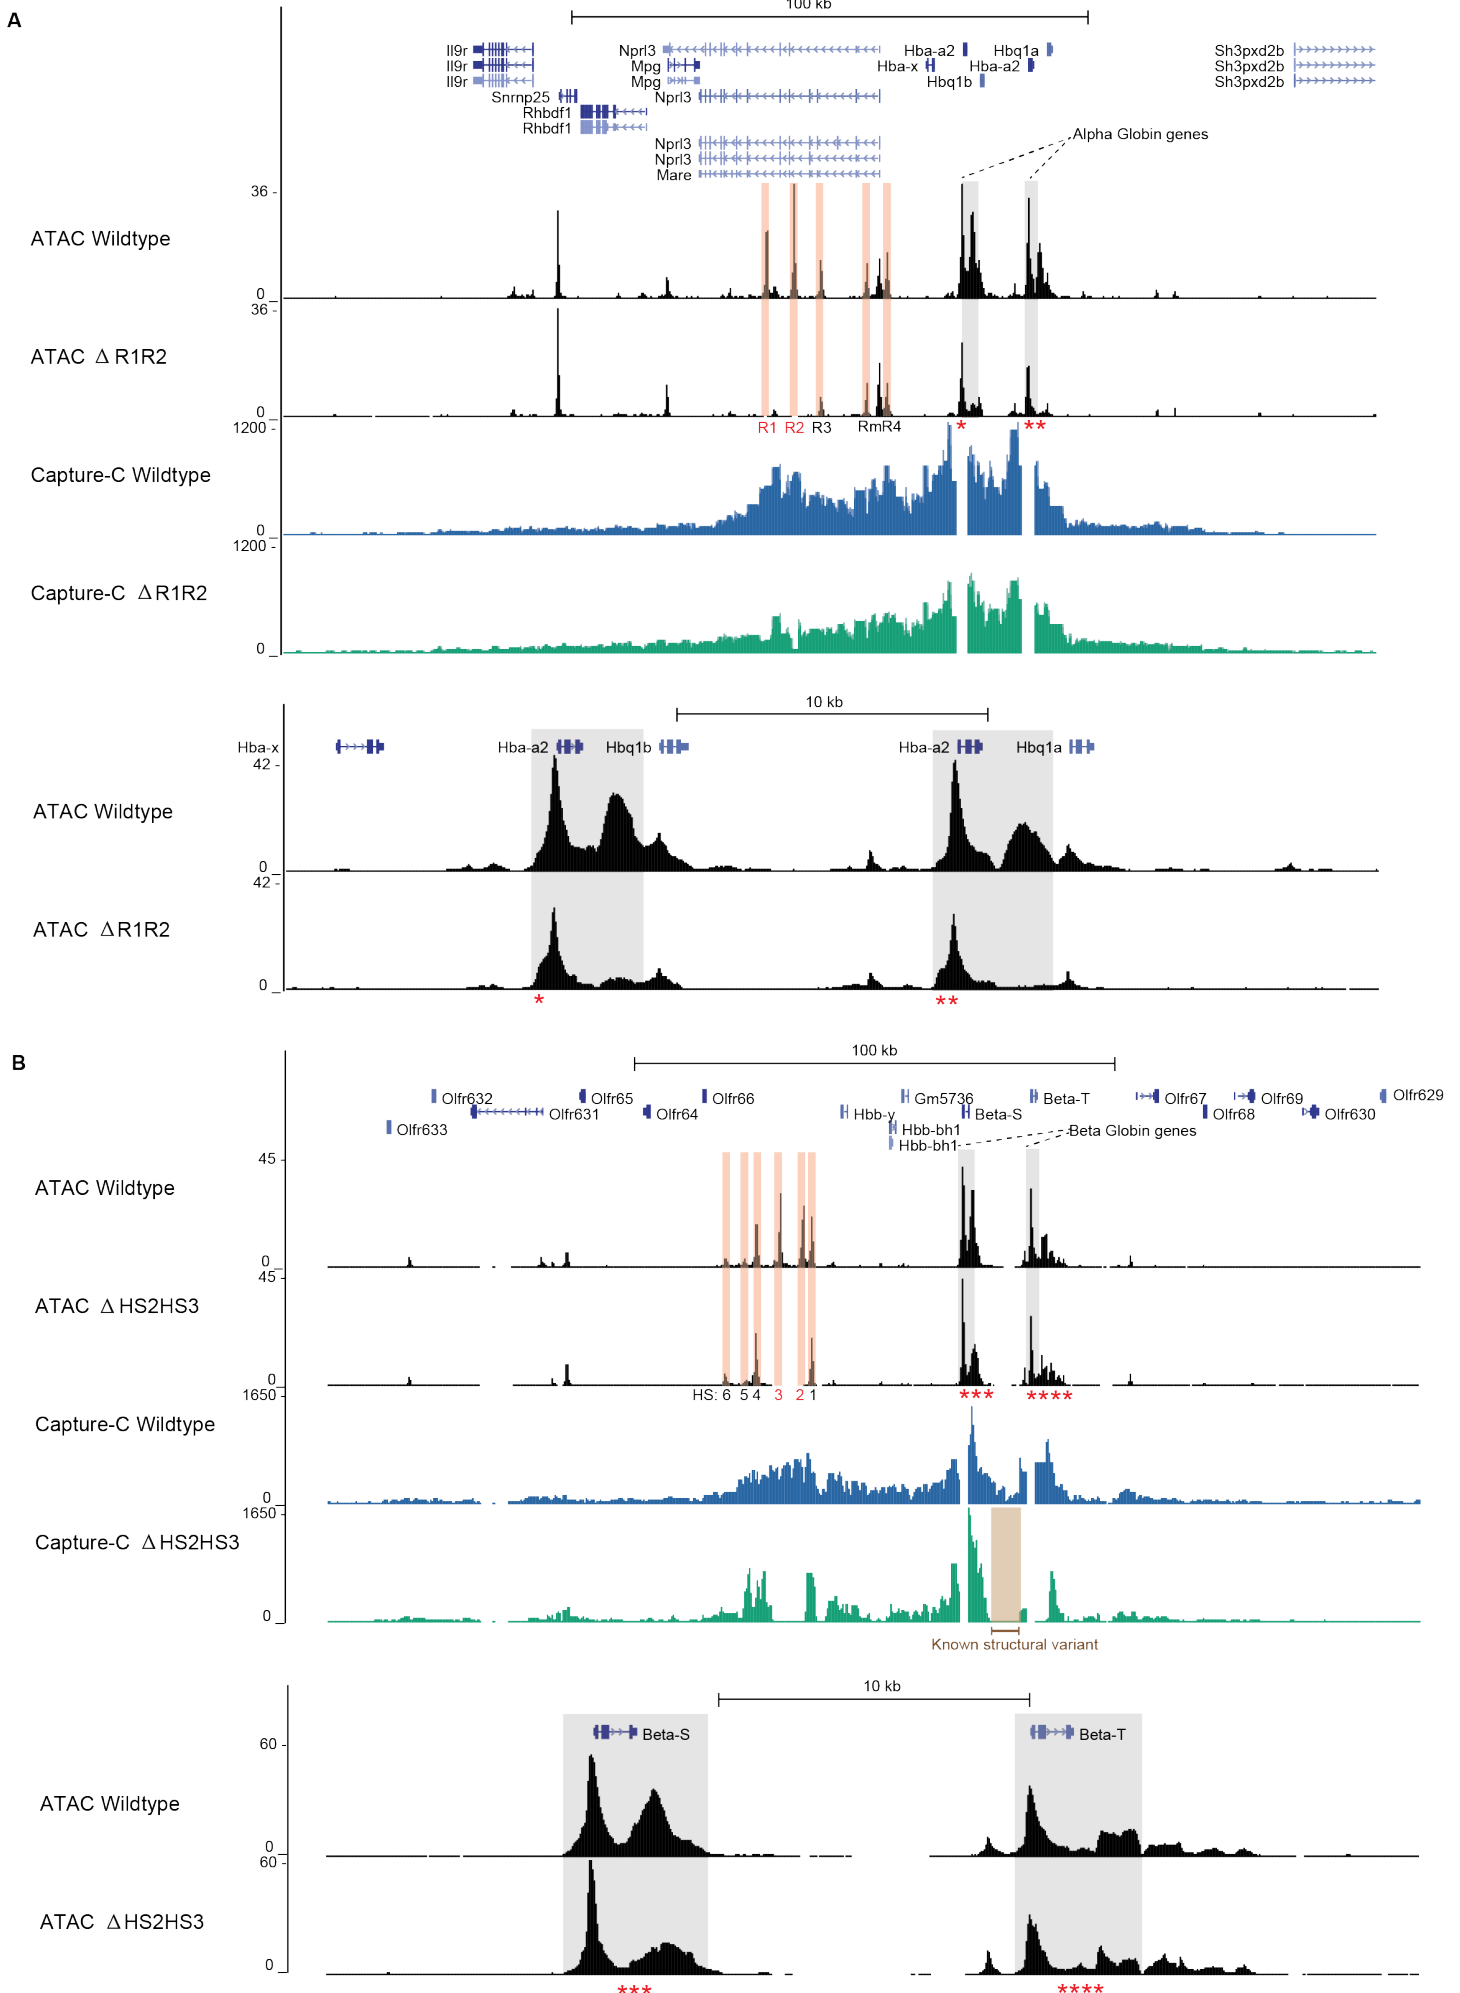 A
100 kb
Il9r Nprl3 Hba-a2 Hbq1a Sh3pxd2b
Il9r Mpg Hba-x Hba-a2 Sh3pxd2b
Il9r Mpg Hbq1b Sh3pxd2b
Snrnp25 Nprl3
Rhbdf1
Rhbdf1
Alpha Globin genes
Nprl3
Nprl3
Mare
36 -
ATAC Wildtype
0 _
36 -
ATAC Δ R1R2
0 _
R1 R2 R3 RmR4 * **
1200 -
Capture-C Wildtype
0 _
1200 -
Capture-C Δ R1R2
0 _
10 kb
Hba-x Hba-a2 Hbq1b Hba-a2 Hbq1a
42 -
ATAC Wildtype
0 _
42 -
ATAC Δ R1R2
0 _
* **
B
100 kb
Olfr632 Olfr65 Olfr66 Gm5736 Beta-T Olfr67 Olfr69 Olfr629
Olfr631 Olfr64 Hbb-y Beta-S Olfr68 Olfr630
Olfr633 Hbb-bh1 Beta Globin genes
Hbb-bh1
45 -
ATAC Wildtype
0 _
45 -
ATAC Δ HS2HS3
0 _
HS: 6 5 4 3 2 1 *** ****
1650 -
Capture-C Wildtype
0 _
1650 -
Capture-C Δ HS2HS3
0 _
Known structural variant
10 kb
Beta-S Beta-T
60 -
ATAC Wildtype
0 _
60 -
ATAC Δ HS2HS3
0 _
*** ****